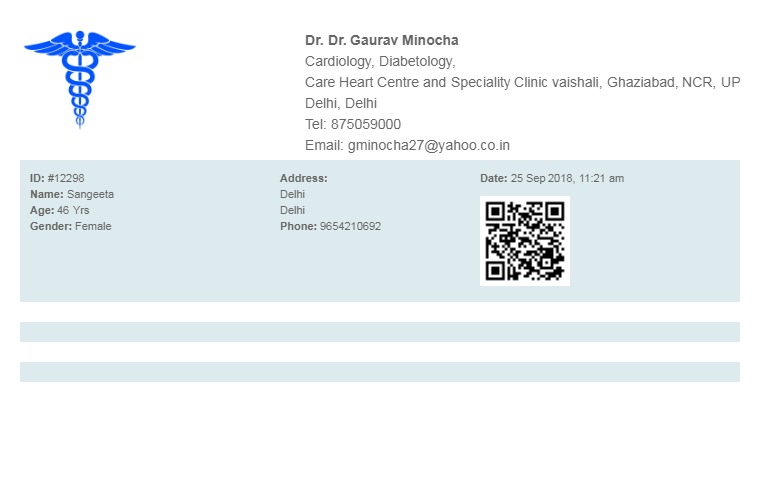 Dr. Dr. Gaurav Minocha
Cardiology, Diabetology,
Care Heart Centre and Speciality Clinic vaishali, Ghaziabad, NCR, UP
Delhi, Delhi
Tel: 875059000
Email: gminocha27@yahoo.co.in
ID: #12298
Name: Sangeeta
Age: 46 Yrs
Gender: Female
Address:
Delhi
Delhi
Phone: 9654210692
Date: 25 Sep 2018, 11:21 am